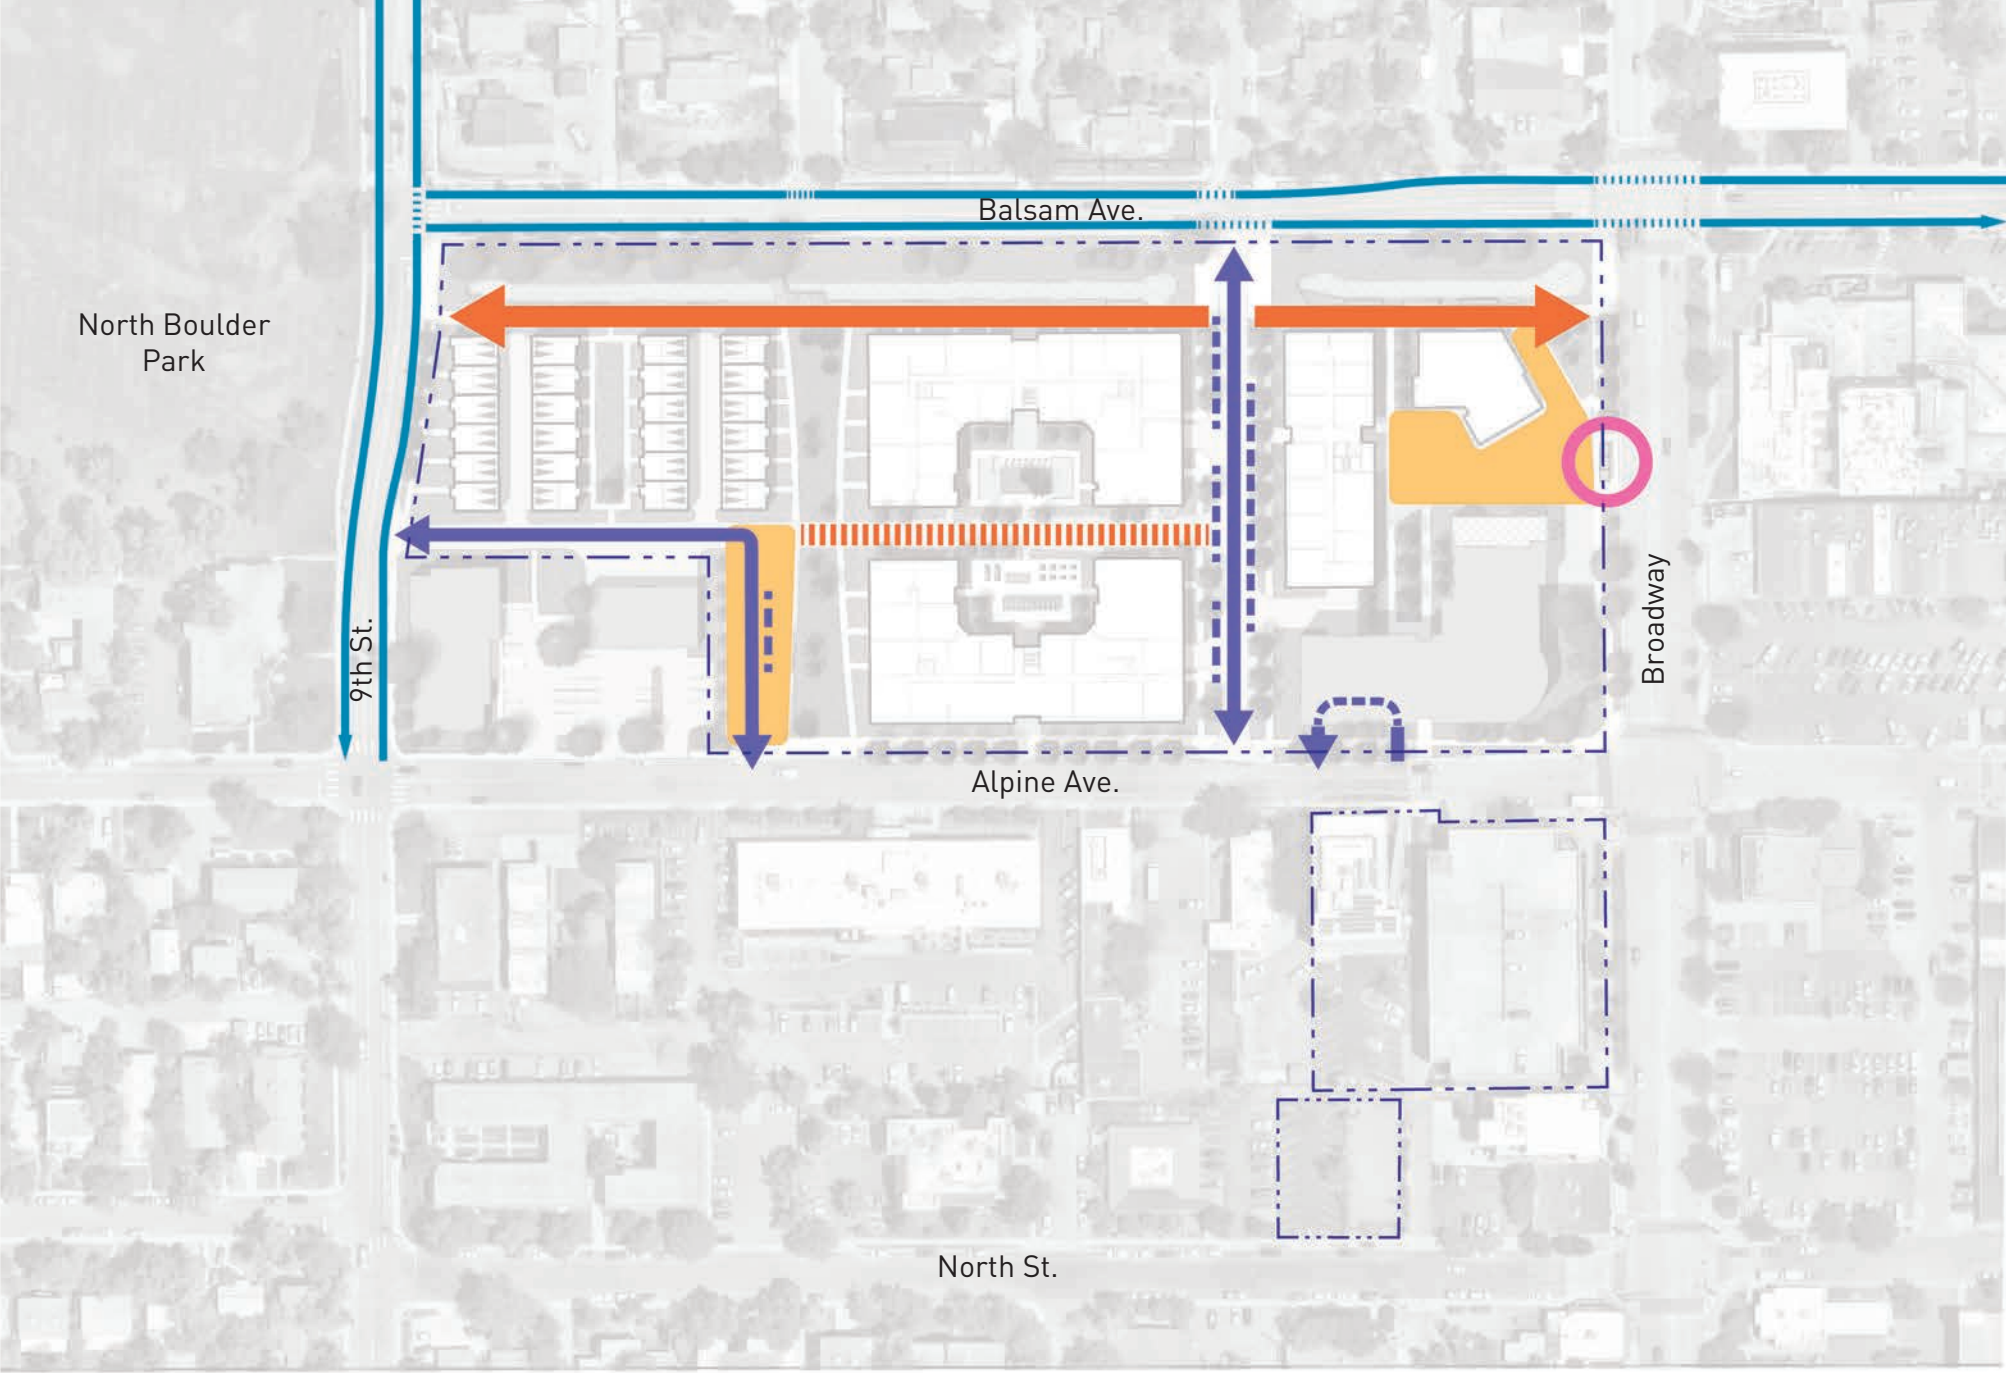 Balsam Ave.
North Boulder
Park
9th St.
Broadway
Alpine Ave.
North St.